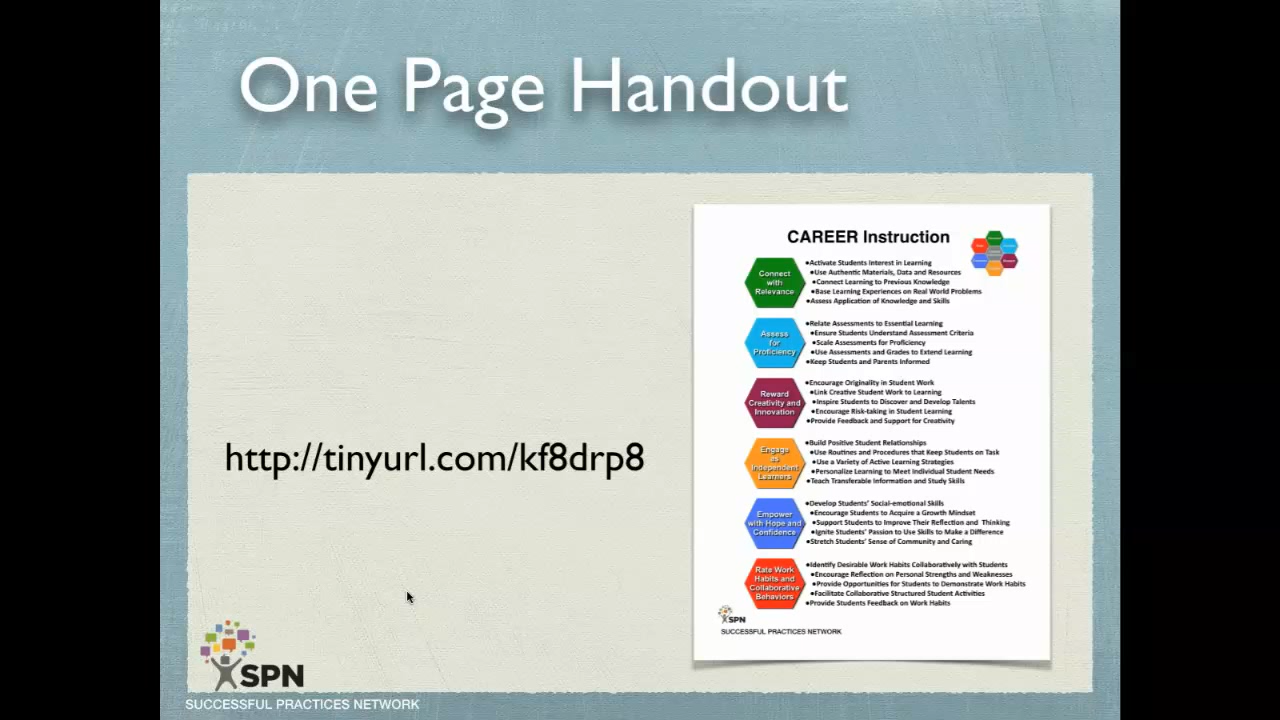 One Page Handout
http://tinyurl.com/kf8drp8
CAREER Instruction
Connect
with
Relevance
•Activate Students Interest in Learning
•Use Authentic Materials, Data and Resources
•Connect Learning to Previous Knowledge
•Base Learning Experiences on Real World Problems
•Assess Application of Knowledge and Skills
Assess
for
Proficiency
•Relate Assessments to Essential Learning
•Ensure Students Understand Assessment Criteria
•Scale Assessments for Proficiency
•Use Assessments and Grades to Extend Learning
•Keep Students and Parents Informed
Reward
Creativity and
Innovation
•Encourage Originality in Student Work
•Link Creative Student Work to Learning
•Inspire Students to Discover and Develop Talents
•Encourage Risk-taking in Student Learning
•Provide Feedback and Support for Creativity
Engage
as
Independent
Learners
•Build Positive Student Relationships
•Use Routines and Procedures that Keep Students on Task
•Use a Variety of Active Learning Strategies
•Personalize Learning to Meet Individual Student Needs
•Teach Transferable Information and Study Skills
Empower
with Hope and
Confidence
•Develop Students' Social-emotional Skills
•Encourage Students to Acquire a Growth Mindset
•Support Students to Improve Their Reflection and Thinking
•Ignite Students' Passion to Use Skills to Make a Difference
•Stretch Students' Sense of Community and Caring
Rate Work
Habits and
Collaborative
Behaviors
•Identify Desirable Work Habits Collaboratively with Students
•Encourage Reflection on Personal Strengths and Weaknesses
•Provide Opportunities for Students to Demonstrate Work Habits
•Facilitate Collaborative Structured Student Activities
•Provide Students Feedback on Work Habits
SPN
SUCCESSFUL PRACTICES NETWORK
SPN
SUCCESSFUL PRACTICES NETWORK